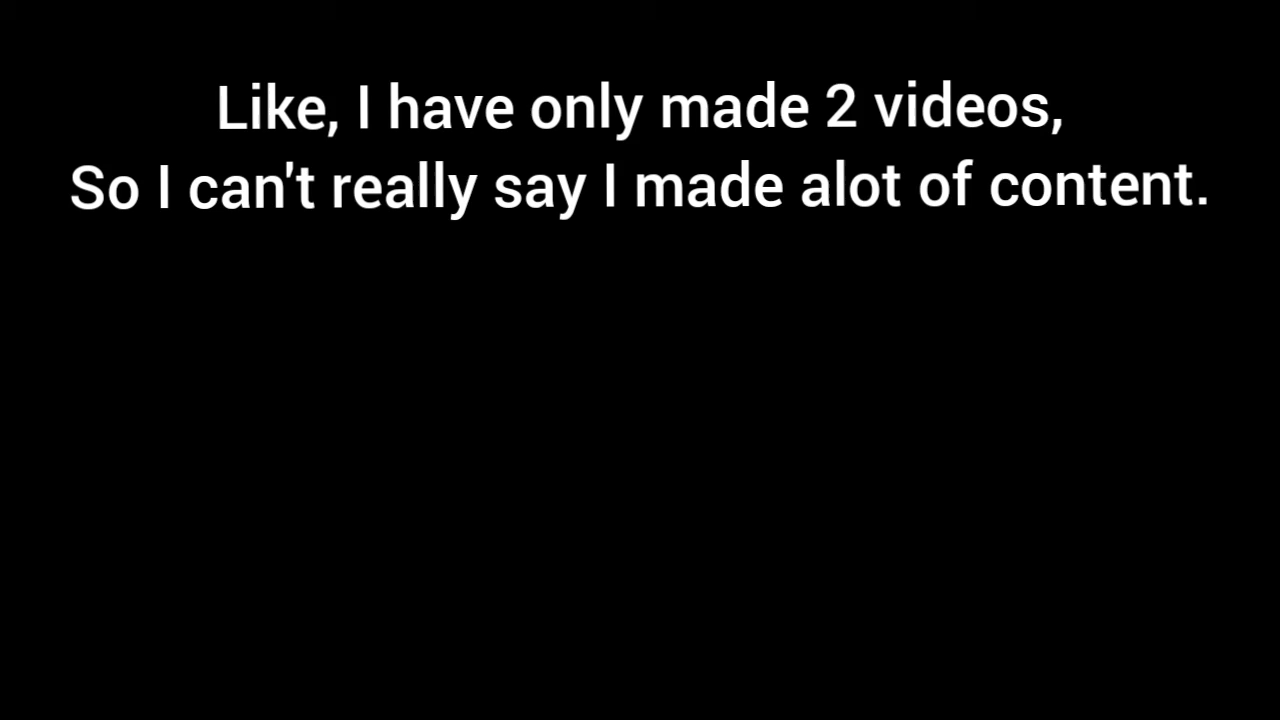 Like, I have only made 2 videos,
So I can't really say I made alot of content.